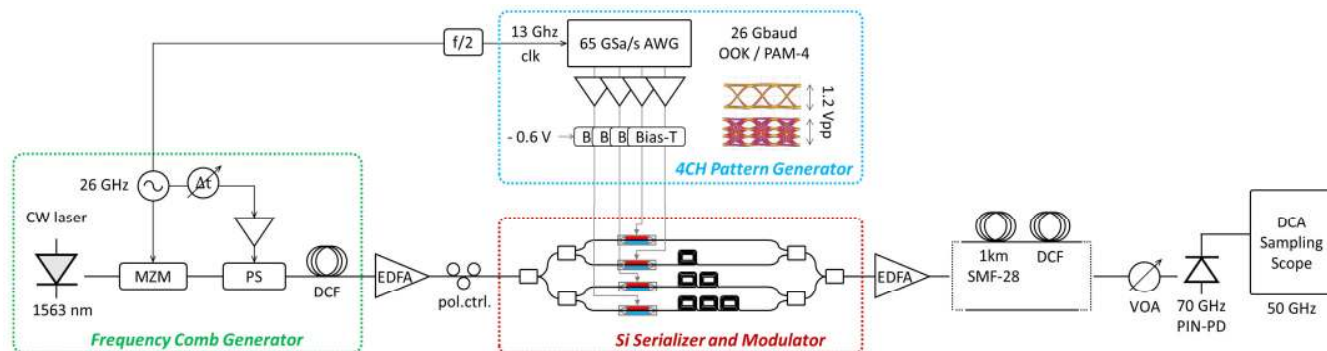 f/2
13 Ghz
clk
65 GSa/s AWG
26 Gbaud
OOK / PAM-4
1.2 Vpp
- 0.6 V
B B B Bias-T
4CH Pattern Generator
26 GHz
Δt
CW laser
MZM
PS
1563 nm
DCF
Frequency Comb Generator
EDFA
pol.ctrl.
Si Serializer and Modulator
EDFA
1km
SMF-28
DCF
VOA
70 GHz
PIN-PD
DCA
Sampling
Scope
50 GHz